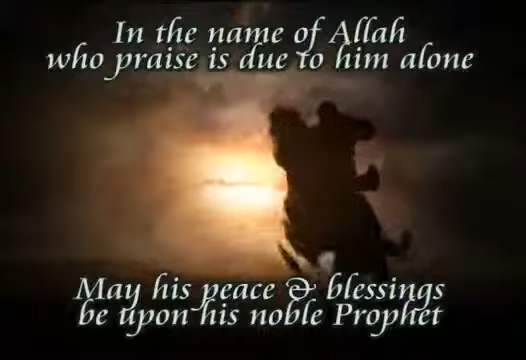 In the name of Allah
who praise is due to him alone
May his peace & blessings
be upon his noble Prophet